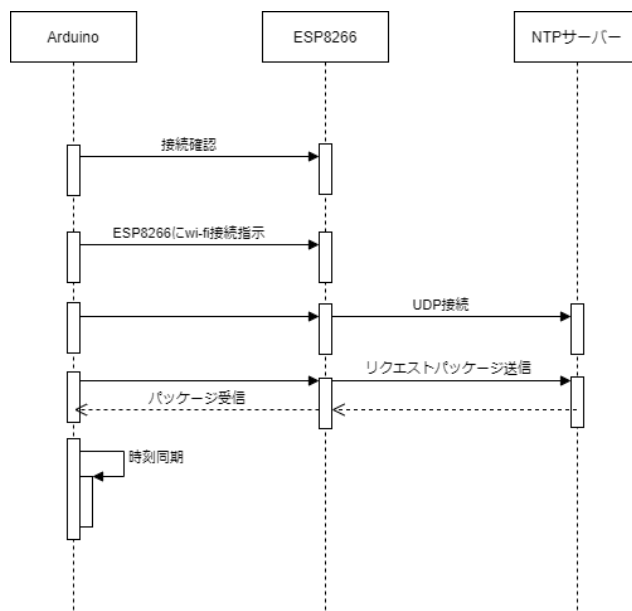 Arduino
ESP8266
NTPサーバー
接続確認
ESP8266にwi-fi接続指示
UDP接続
リクエストパッケージ送信
パッケージ受信
時刻同期